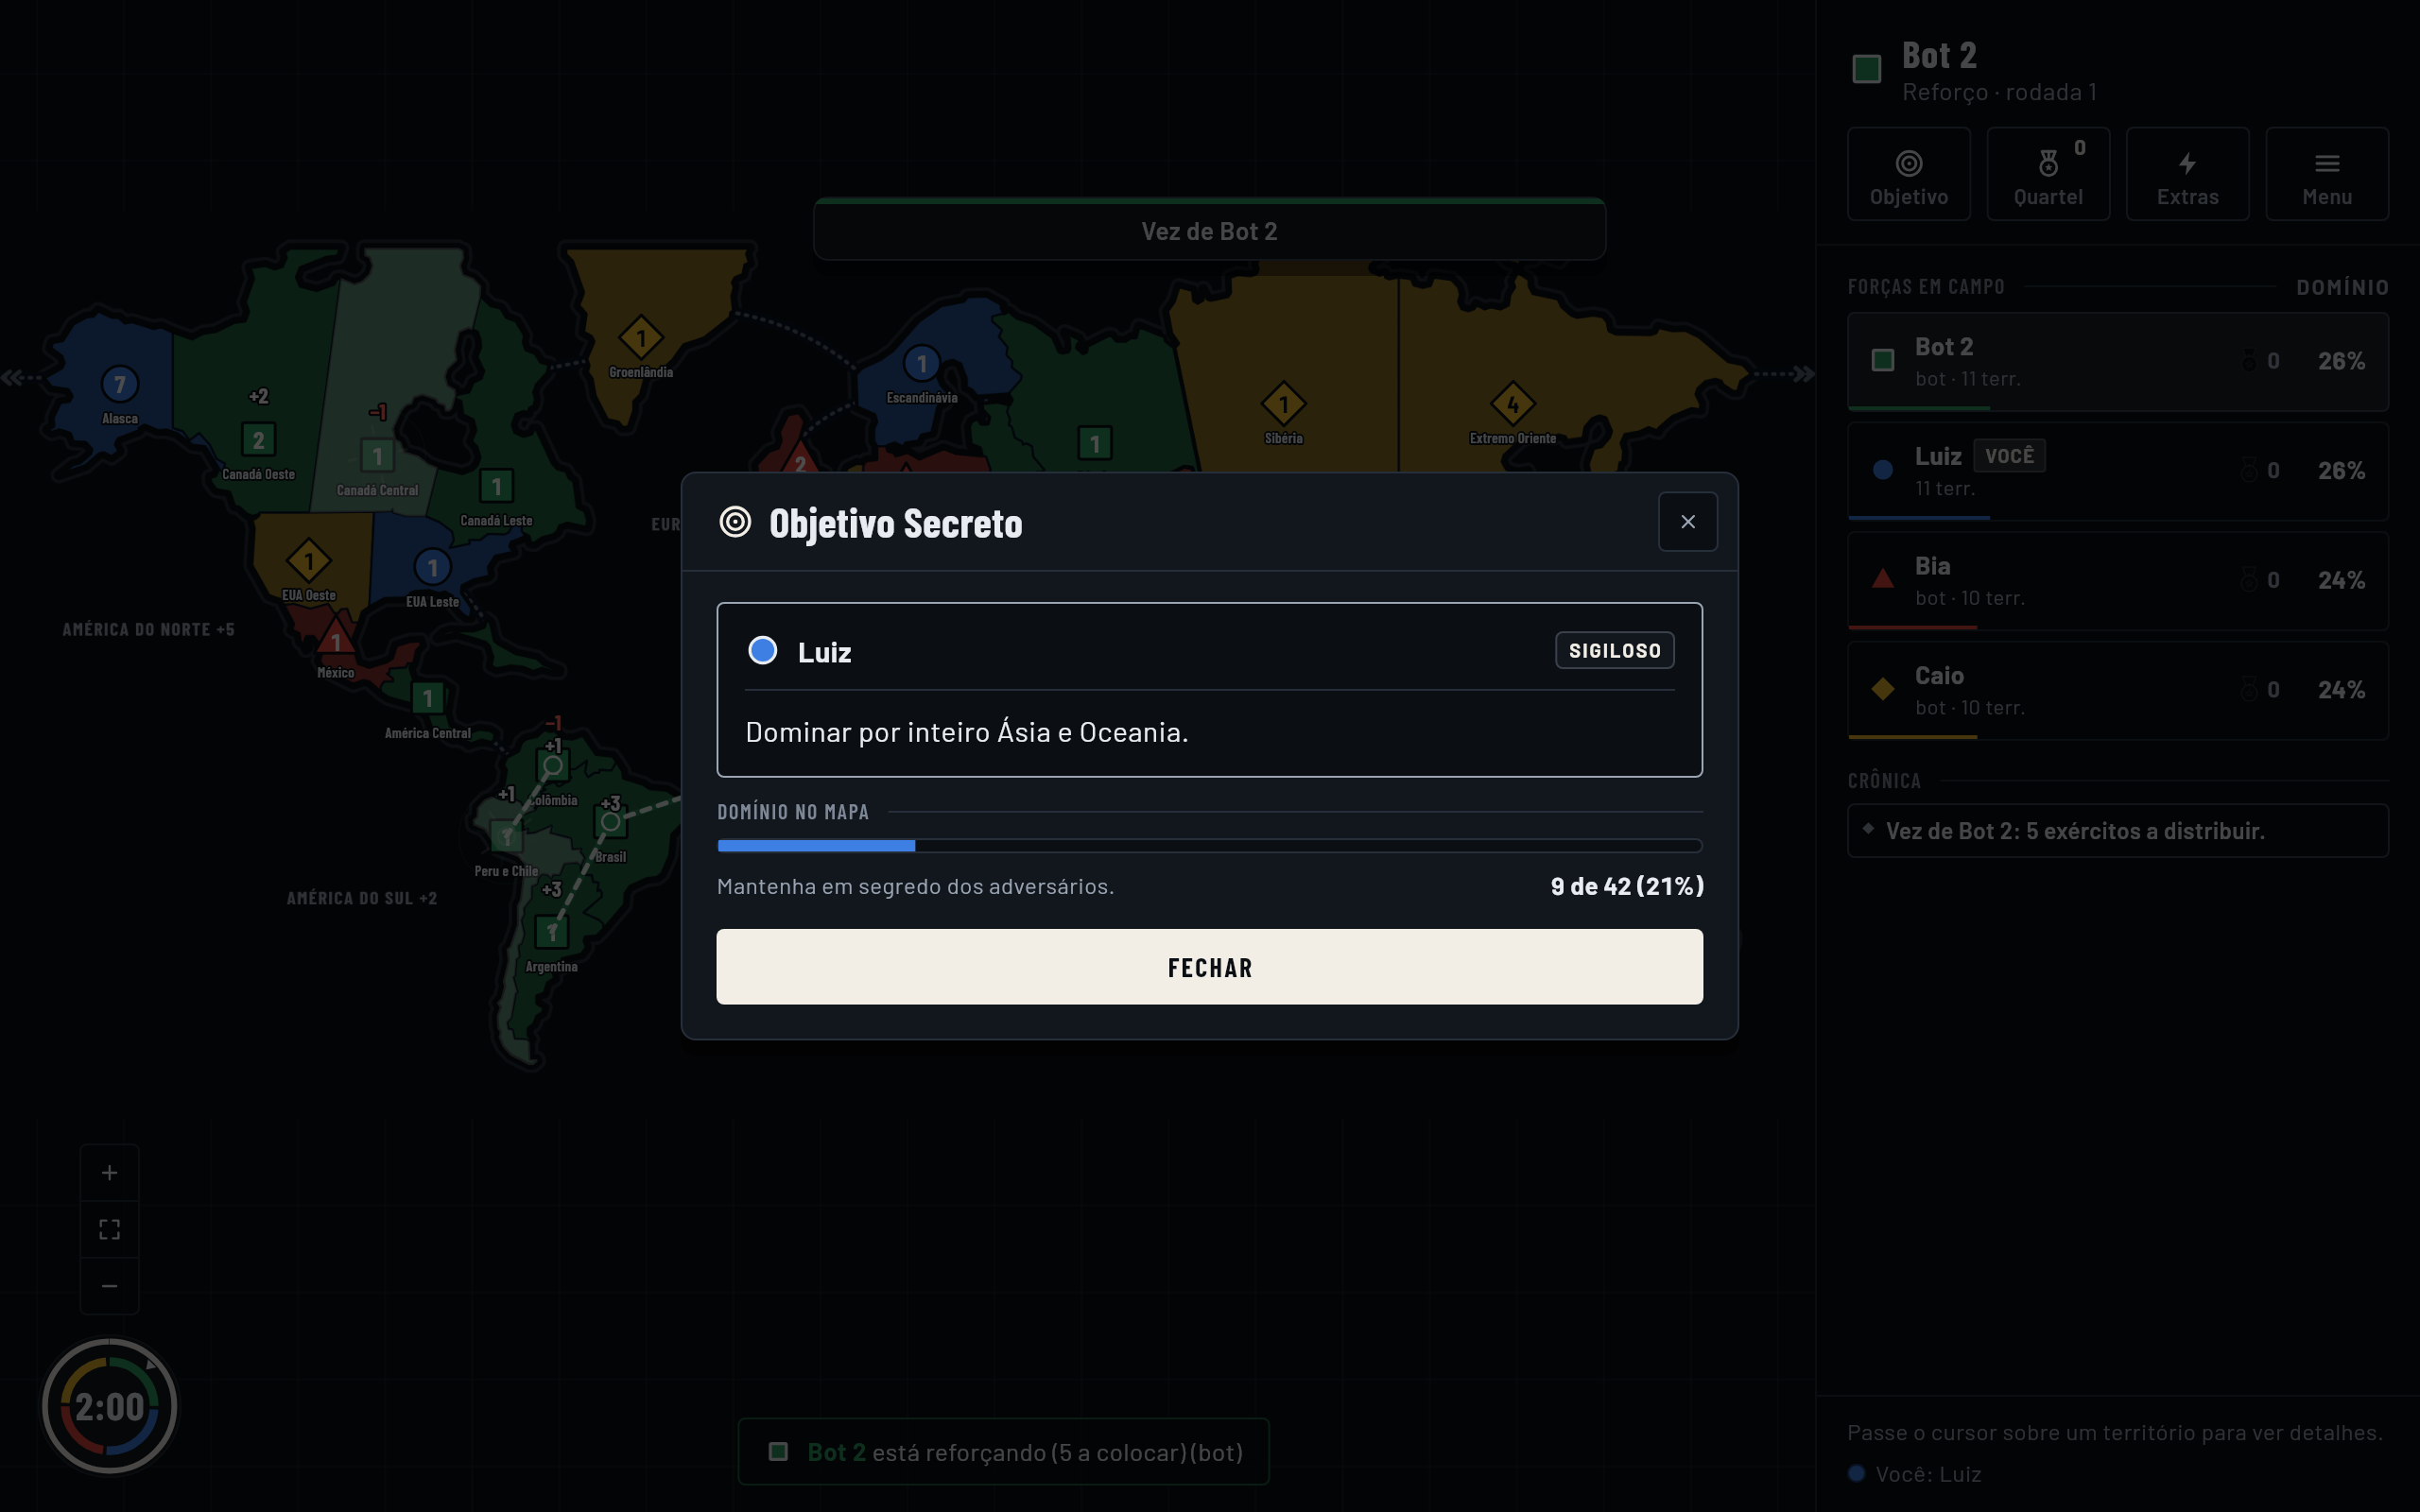 Bot 2
Reforço · rodada 1
Objetivo
0
Quartel
Extras
Menu
Vez de Bot 2
FORÇAS EM CAMPO
DOMÍNIO
Bot 2
bot · 11 terr.
0
26%
Luiz
VOCÊ
11 terr.
0
26%
Bia
bot · 10 terr.
0
24%
Caio
bot · 10 terr.
0
24%
CRÔNICA
Vez de Bot 2: 5 exércitos a distribuir.
1
Groenlândia
7
Alasca
+2
2
Canadá Oeste
-1
1
Canadá Central
1
Canadá Leste
1
Escandinávia
1
1
Sibéria
4
Extremo Oriente
2
1
EUA Oeste
1
EUA Leste
EUR
AMÉRICA DO NORTE +5
1
México
1
América Central
-1
+1
Colômbia
+1
Peru e Chile
+3
Brasil
AMÉRICA DO SUL +2
+3
Argentina
Objetivo Secreto
Luiz
SIGILOSO
Dominar por inteiro Ásia e Oceania.
DOMÍNIO NO MAPA
Mantenha em segredo dos adversários.
9 de 42 (21%)
FECHAR
2:00
Bot 2 está reforçando (5 a colocar) (bot)
Passe o cursor sobre um território para ver detalhes.
Você: Luiz